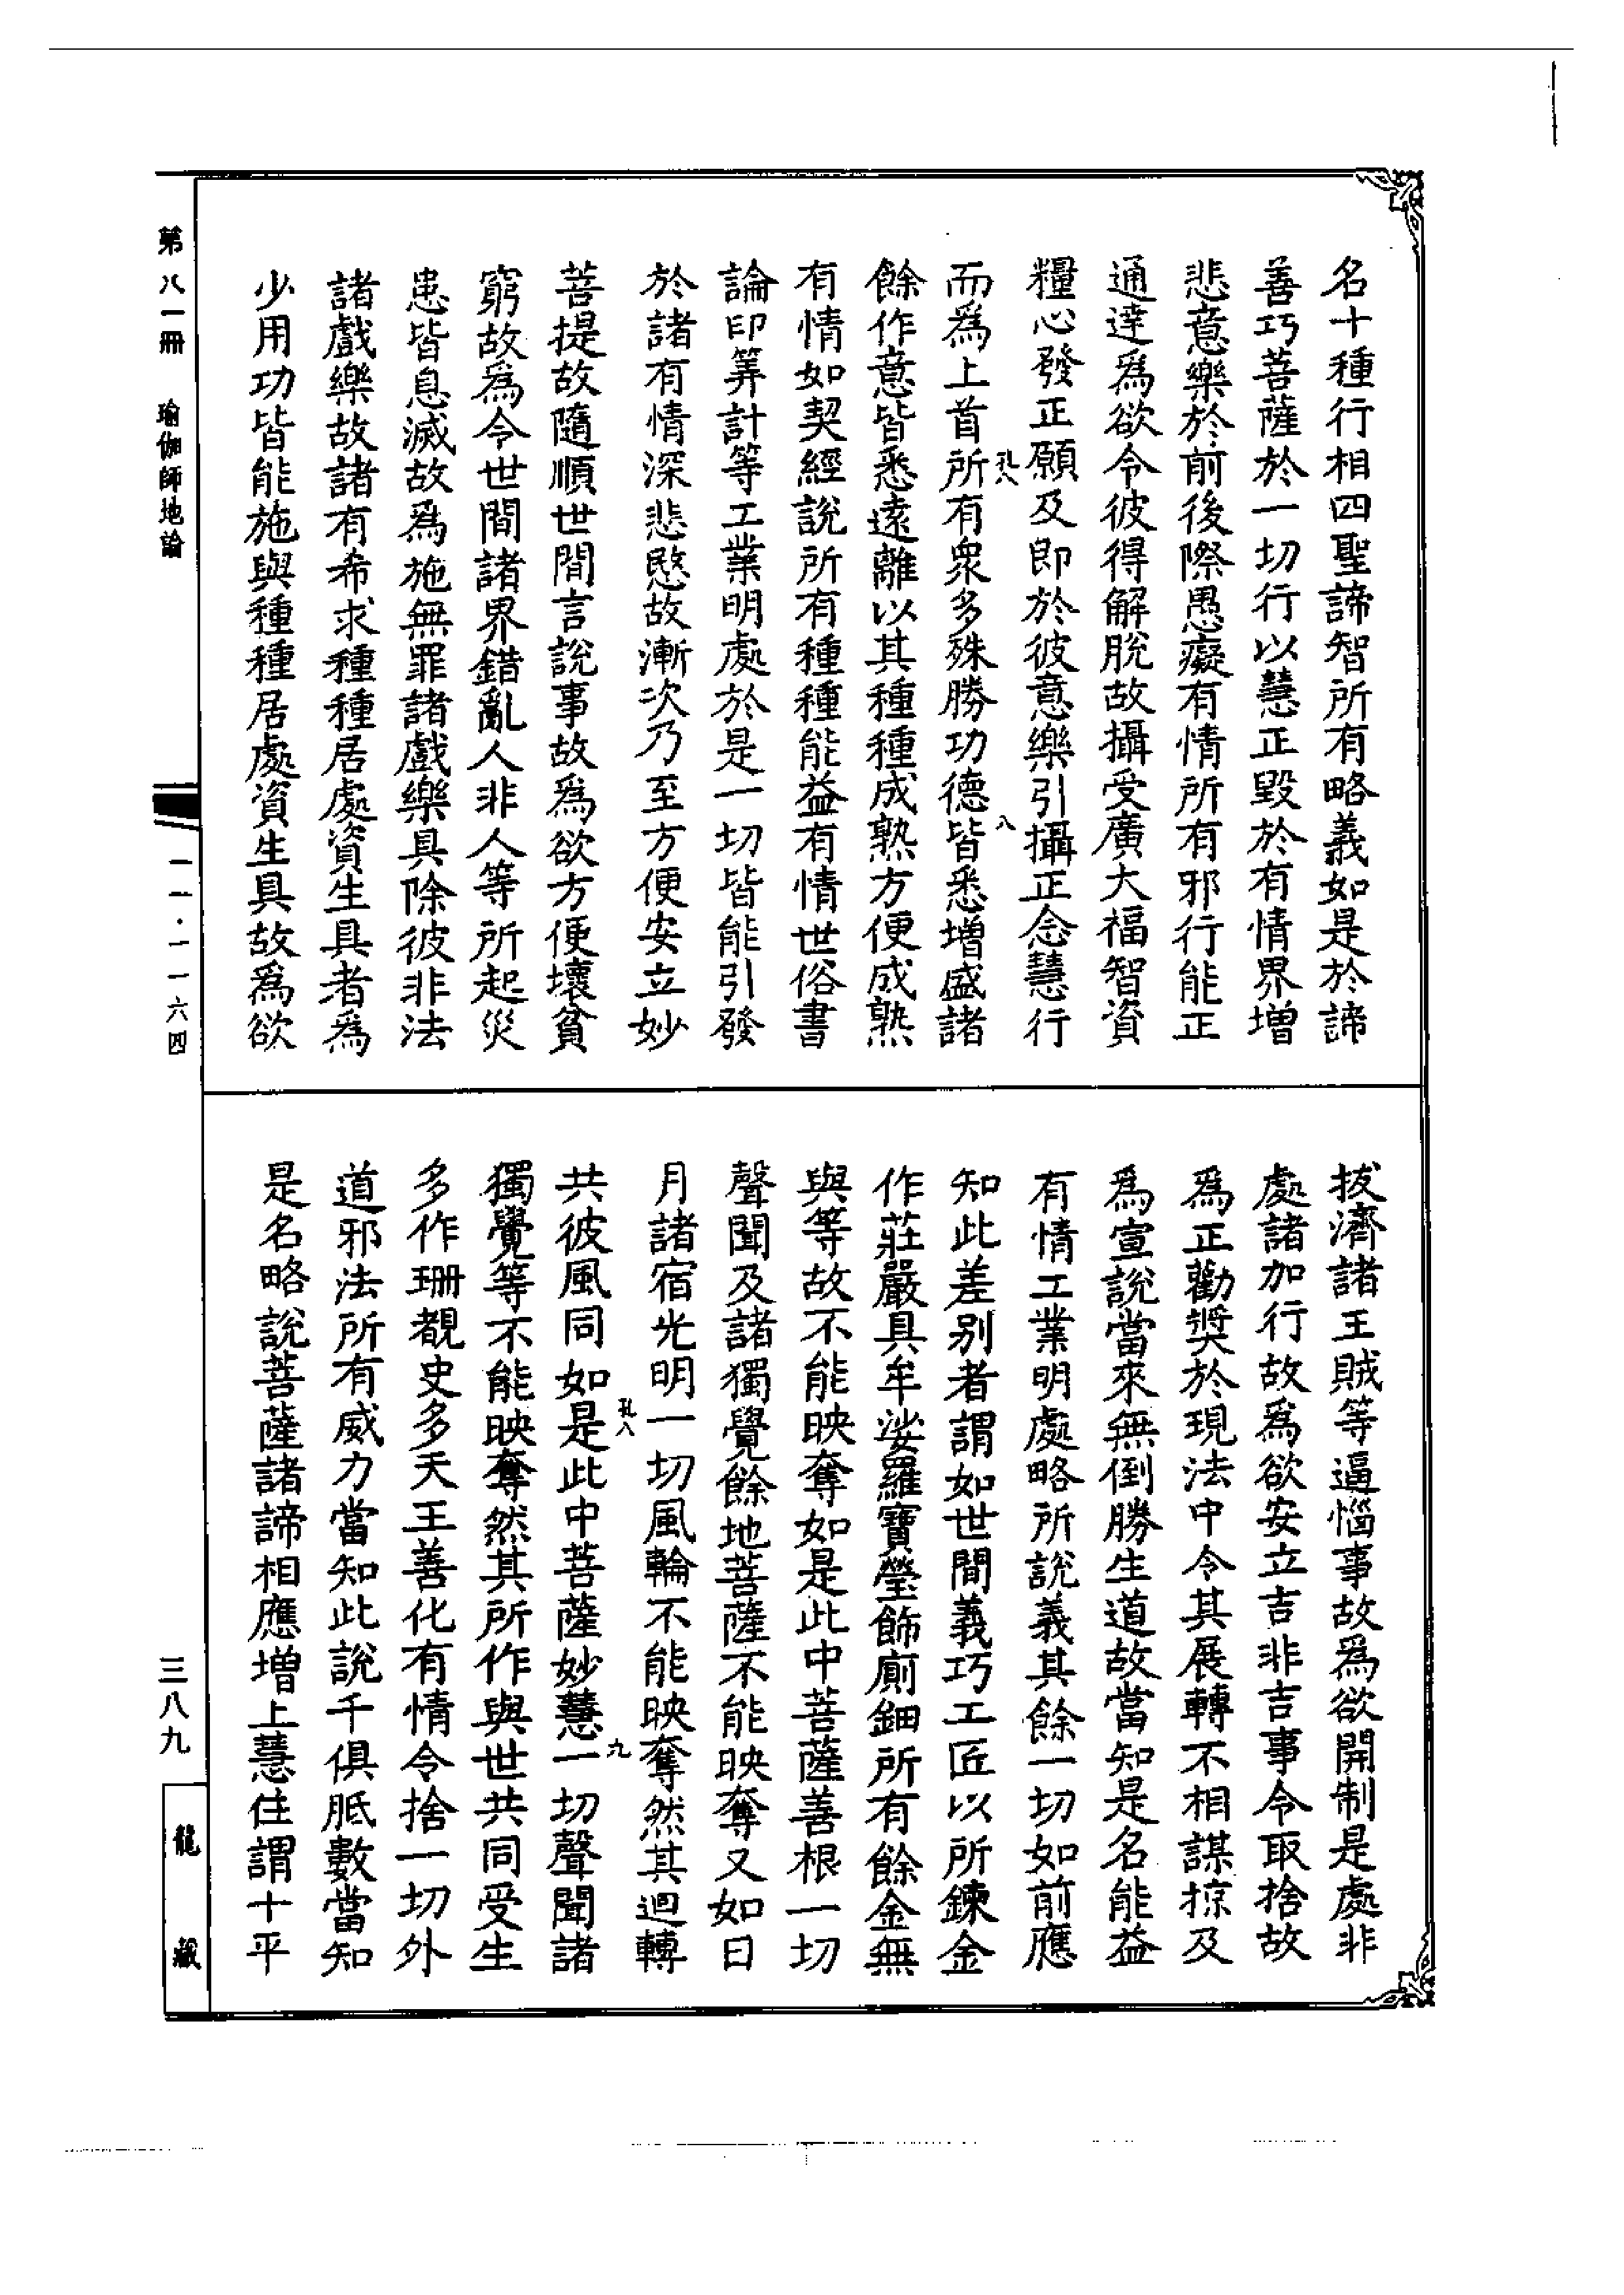 名十種行相四聖諦智所有略義如是於諦
善巧菩薩於一切行以慧正毀於有情界增
悲意樂於前後際愚癡有情所有邪行能正
通達為欲令彼得解脫故攝受廣大福智資
糧心發正願及即於彼意樂引攝正念慧行
孔八
八
而為上首所有衆多殊勝功德皆悉增盛諸
餘作意皆悉遠離以其種種成熟方便成熟
有情如契經說所有種種能益有情世俗書
論印筭計等工業明處於是一切皆能引發
於諸有情深悲愍故漸次乃至方便安立妙
菩提故隨順世間言說事故為欲方便壞貧
窮故為令世間諸界錯亂人非人等所起災
患皆息滅故為施無罪諸戲樂具除彼非法
諸戲樂故諸有希求種種居處資生具者為
少用功皆能施與種種居處資生具故為欲
拔濟諸王賊等逼惱事故為欲開制是處非
處諸加行故為欲安立吉非吉事令取捨故
為正勸獎於現法中令其展轉不相謀掠及
為宣說當來無倒勝生道故當知是名能益
有情工業明處略所說義其餘一切如前應
知此差别者謂如世間義巧工匠以所鍊金
作莊嚴具牟娑羅寶瑩飾廁鈿所有餘金無
與等故不能映奪如是此中菩薩善根一切
聲聞及諸獨覺餘地菩薩不能映奪又如日
月諸宿光明一切風輪不能映奪然其迴轉
孔八
九
共彼風同如是此中菩薩妙慧一切聲聞諸
獨覺等不能映奪然其所作與世共同受生
多作珊覩史多天王善化有情令捨一切外
道邪法所有威力當知此說千俱胝數當知
是名略說菩薩諸諦相應增上慧住謂十平
第八一冊　瑜伽師地論
一一·一一六四
三八九
龍藏